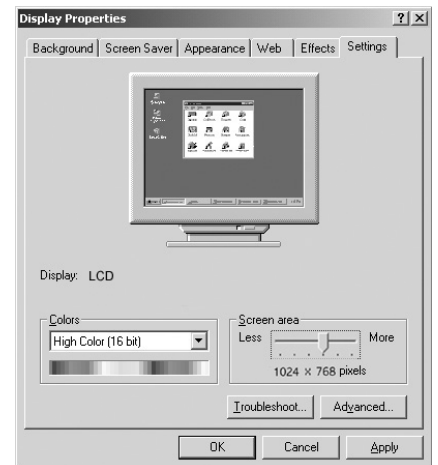 Display Properties
Background Screen Saver Appearance Web Effects Settings
Display: LCD
Colors
High Color (16 bit)
Screen area
Less More
1024 × 768 pixels
Troubleshoot... Advanced...
OK Cancel Apply